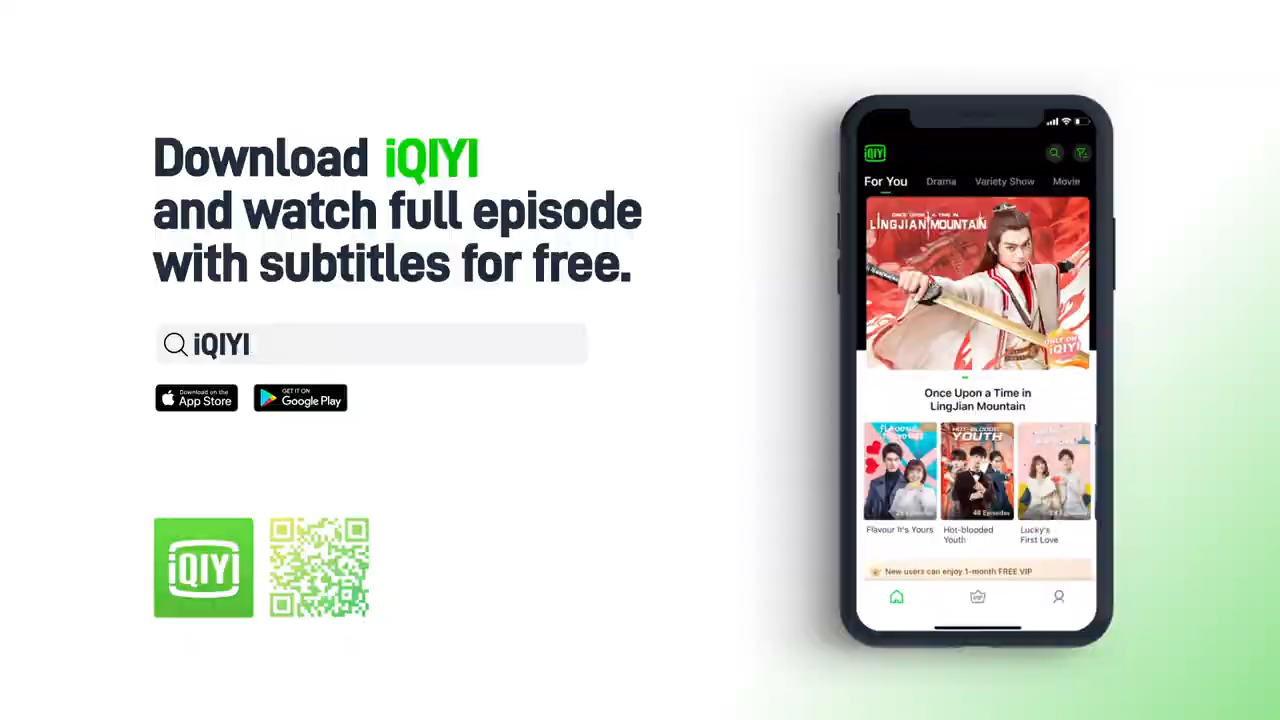 Download iQIYI
and watch full episode
with subtitles for free.
iQIYI
Download on the
App Store
GET IT ON
Google Play
iQIYI
iQIYI
For You Drama Variety Show Movie
ONCE UPON A TIME IN
LINGJIAN MOUNTAIN
ONLY ON
iQIYI
Once Upon a Time in
LingJian Mountain
HOT-BLOODED
YOUTH
48 Episodes
Flavour It's Yours
Hot-blooded
Youth
Lucky's
First Love
New users can enjoy 1-month FREE VIP
VIP